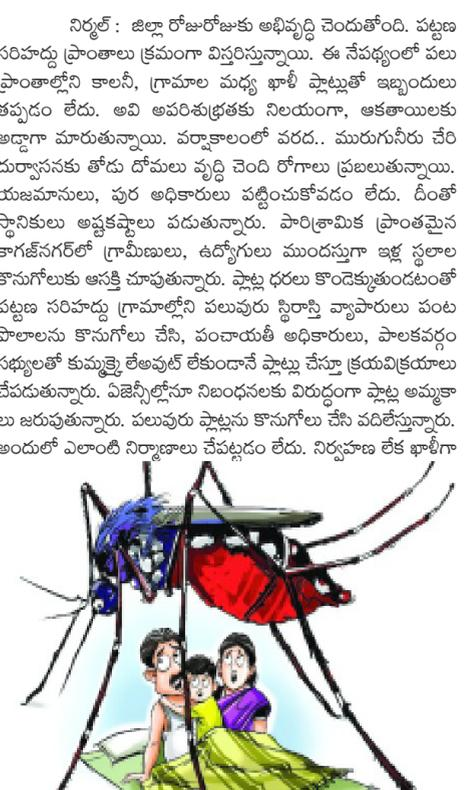 నిర్మల్ : జిల్లా రోజురోజుకు అభివృద్ధి చెందుతోంది. పట్టణ
సరిహద్దు ప్రాంతాలు క్రమంగా విస్తరిస్తున్నాయి. ఈ నేపథ్యంలో పలు
ప్రాంతాల్లోని కాలనీ, గ్రామాల మధ్య ఖాళీ ప్లాట్లుతో ఇబ్బందులు
తప్పడం లేదు. అవి అపరిశుభ్రతకు నిలయంగా, ఆకతాయిలకు
అడ్డాగా మారుతున్నాయి. వర్షాకాలంలో వరద.. మురుగునీరు చేరి
దుర్వాసనకు తోడు దోమలు వృద్ధి చెంది రోగాలు ప్రబలుతున్నాయి.
యజమానులు, పుర అధికారులు పట్టించుకోవడం లేదు. దీంతో
స్థానికులు అష్టకష్టాలు పడుతున్నారు. పారిశ్రామిక ప్రాంతమైన
కాగజ్‌నగర్‌లో గ్రామీణులు, ఉద్యోగులు ముందస్తుగా ఇళ్ల స్థలాల
కొనుగోలుకు ఆసక్తి చూపుతున్నారు. ప్లాట్ల ధరలు కొండెక్కుతుండటంతో
పట్టణ సరిహద్దు గ్రామాల్లోని పలువురు స్థిరాస్తి వ్యాపారులు పంట
పొలాలను కొనుగోలు చేసి, పంచాయతీ అధికారులు, పాలకవర్గం
సభ్యులతో కుమ్మక్కై లేఅవుట్ లేకుండానే ప్లాట్లు చేస్తూ క్రయవిక్రయాలు
చేపడుతున్నారు. ఏజెన్సీల్లోనూ నిబంధనలకు విరుద్ధంగా ప్లాట్ల అమ్మకా
లు జరుపుతున్నారు. పలువురు ప్లాట్లను కొనుగోలు చేసి వదిలేస్తున్నారు.
అందులో ఎలాంటి నిర్మాణాలు చేపట్టడం లేదు. నిర్వహణ లేక ఖాళీగా